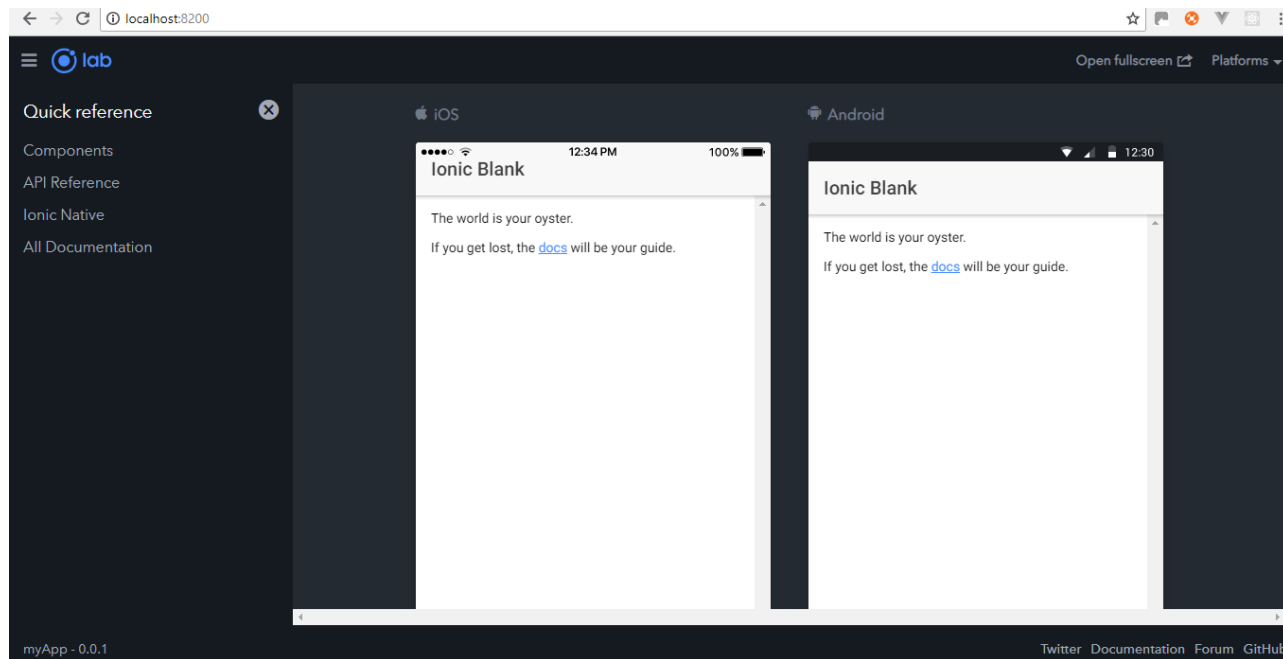 localhost:8200
lab
Open fullscreen Platforms
Quick reference
Components
API Reference
Ionic Native
All Documentation
iOS
12:34 PM 100%
Ionic Blank
The world is your oyster.
If you get lost, the docs will be your guide.
Android
12:30
Ionic Blank
The world is your oyster.
If you get lost, the docs will be your guide.
myApp - 0.0.1
Twitter Documentation Forum GitHub